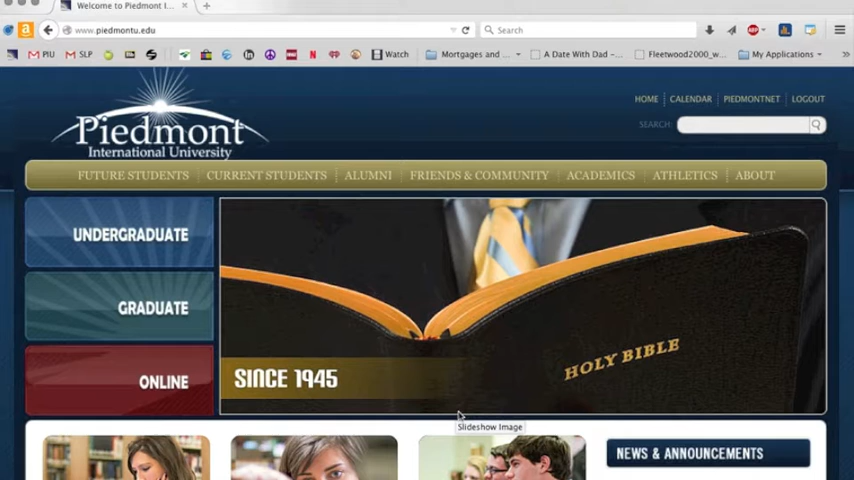 Welcome to Piedmont I...
www.piedmontu.edu
Search
PIU
SLP
Watch
Mortgages and ...
A Date With Dad -...
Fleetwood2000_w...
My Applications
HOME
CALENDAR
PIEDMONTNET
LOGOUT
SEARCH:
Piedmont
International University
FUTURE STUDENTS
CURRENT STUDENTS
ALUMNI
FRIENDS & COMMUNITY
ACADEMICS
ATHLETICS
ABOUT
UNDERGRADUATE
GRADUATE
ONLINE
HOLY BIBLE
SINCE 1945
Slideshow Image
NEWS & ANNOUNCEMENTS